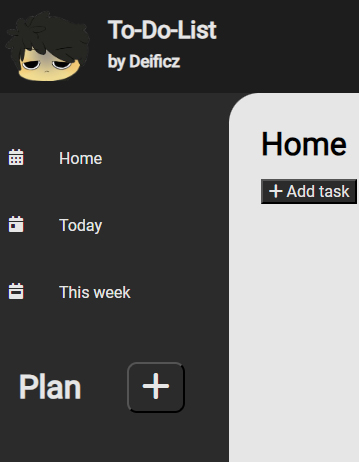 To-Do-List
by Deificz
Home
Today
This week
Plan
Home
Add task